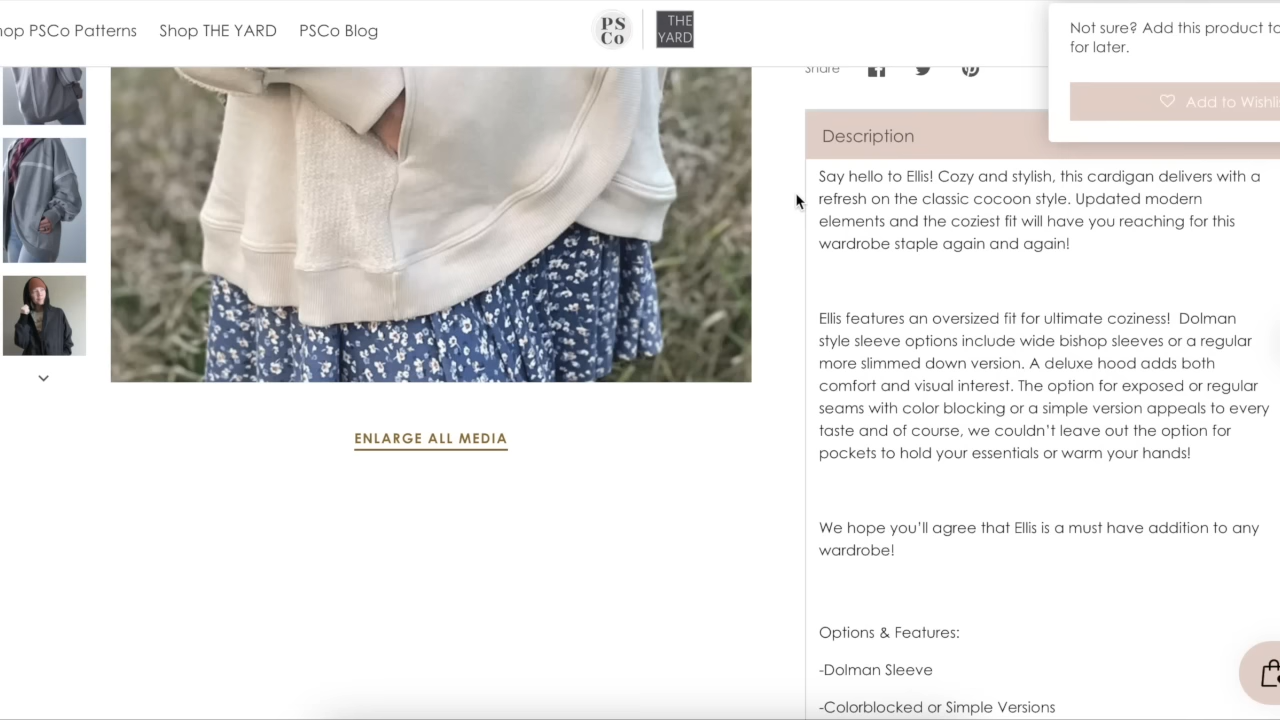 hop PSCo Patterns
Shop THE YARD
PSCo Blog
PS
Co
THE
YARD
Not sure? Add this product to
for later.
Add to Wishli
Share
Description
Say hello to Ellis! Cozy and stylish, this cardigan delivers with a
refresh on the classic cocoon style. Updated modern
elements and the coziest fit will have you reaching for this
wardrobe staple again and again!
Ellis features an oversized fit for ultimate coziness!  Dolman
style sleeve options include wide bishop sleeves or a regular
more slimmed down version. A deluxe hood adds both
comfort and visual interest. The option for exposed or regular
seams with color blocking or a simple version appeals to every
taste and of course, we couldn't leave out the option for
pockets to hold your essentials or warm your hands!
ENLARGE ALL MEDIA
We hope you'll agree that Ellis is a must have addition to any
wardrobe!
Options & Features:
-Dolman Sleeve
-Colorblocked or Simple Versions